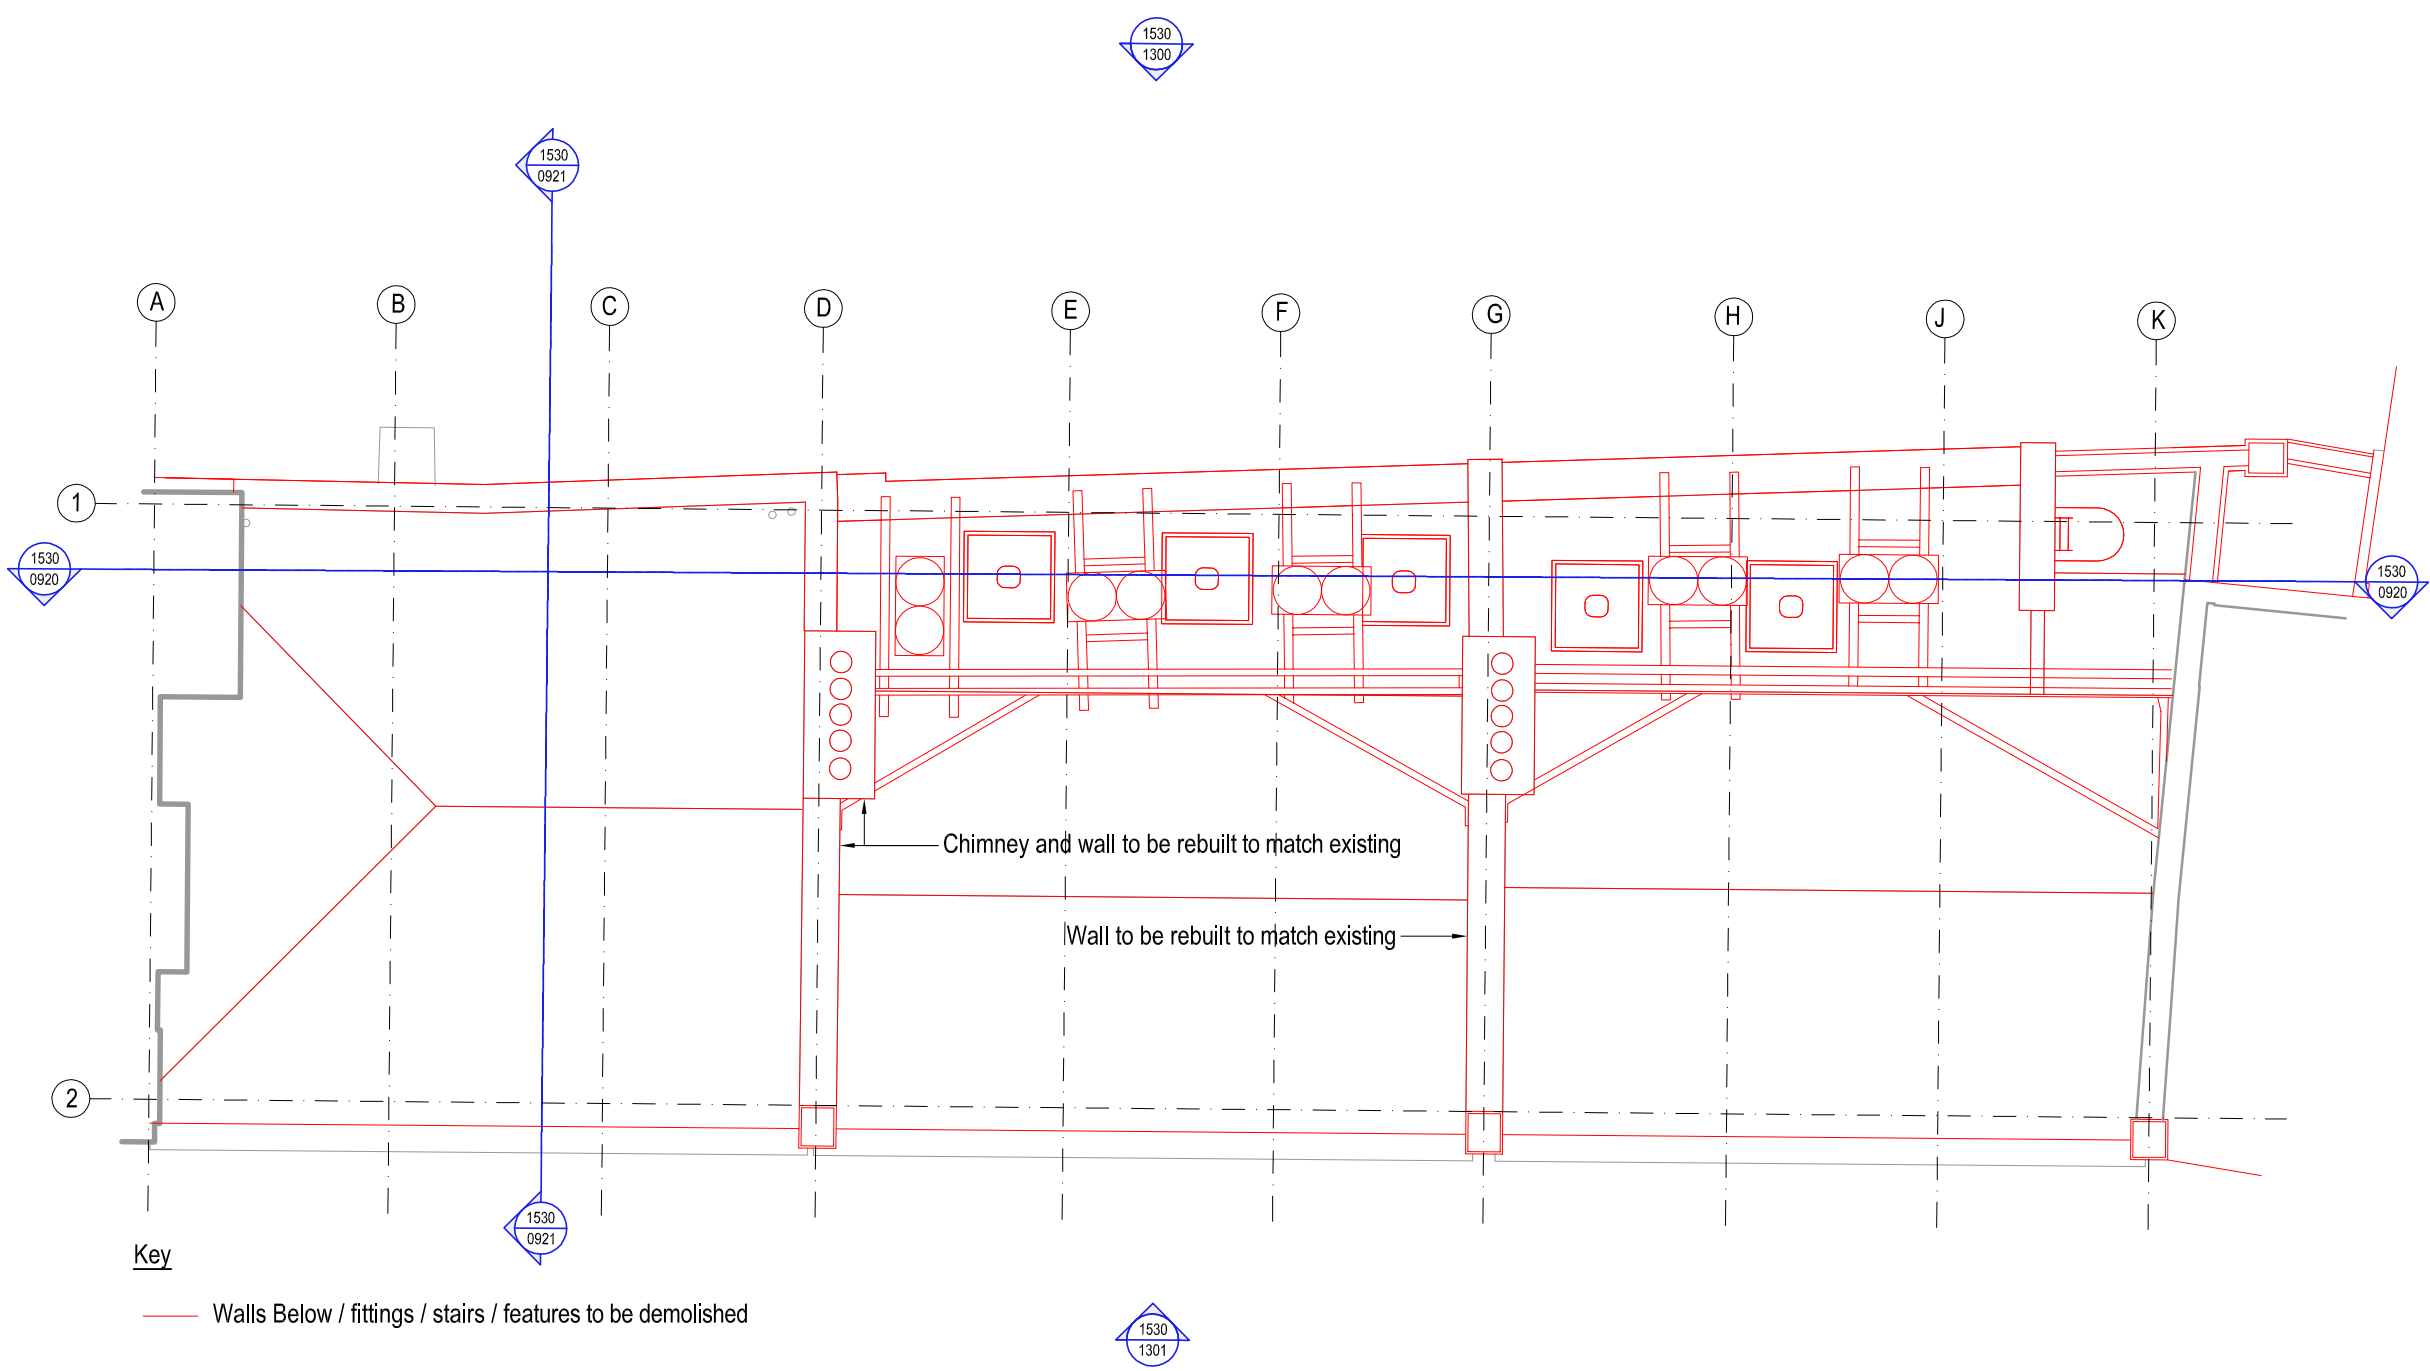 1530
1300
1530
0921
A
B
C
D
E
F
G
H
J
K
1
1530
0920
1530
0920
Chimney and wall to be rebuilt to match existing
Wall to be rebuilt to match existing
2
1530
0921
Key
Walls Below / fittings / stairs / features to be demolished
1530
1301